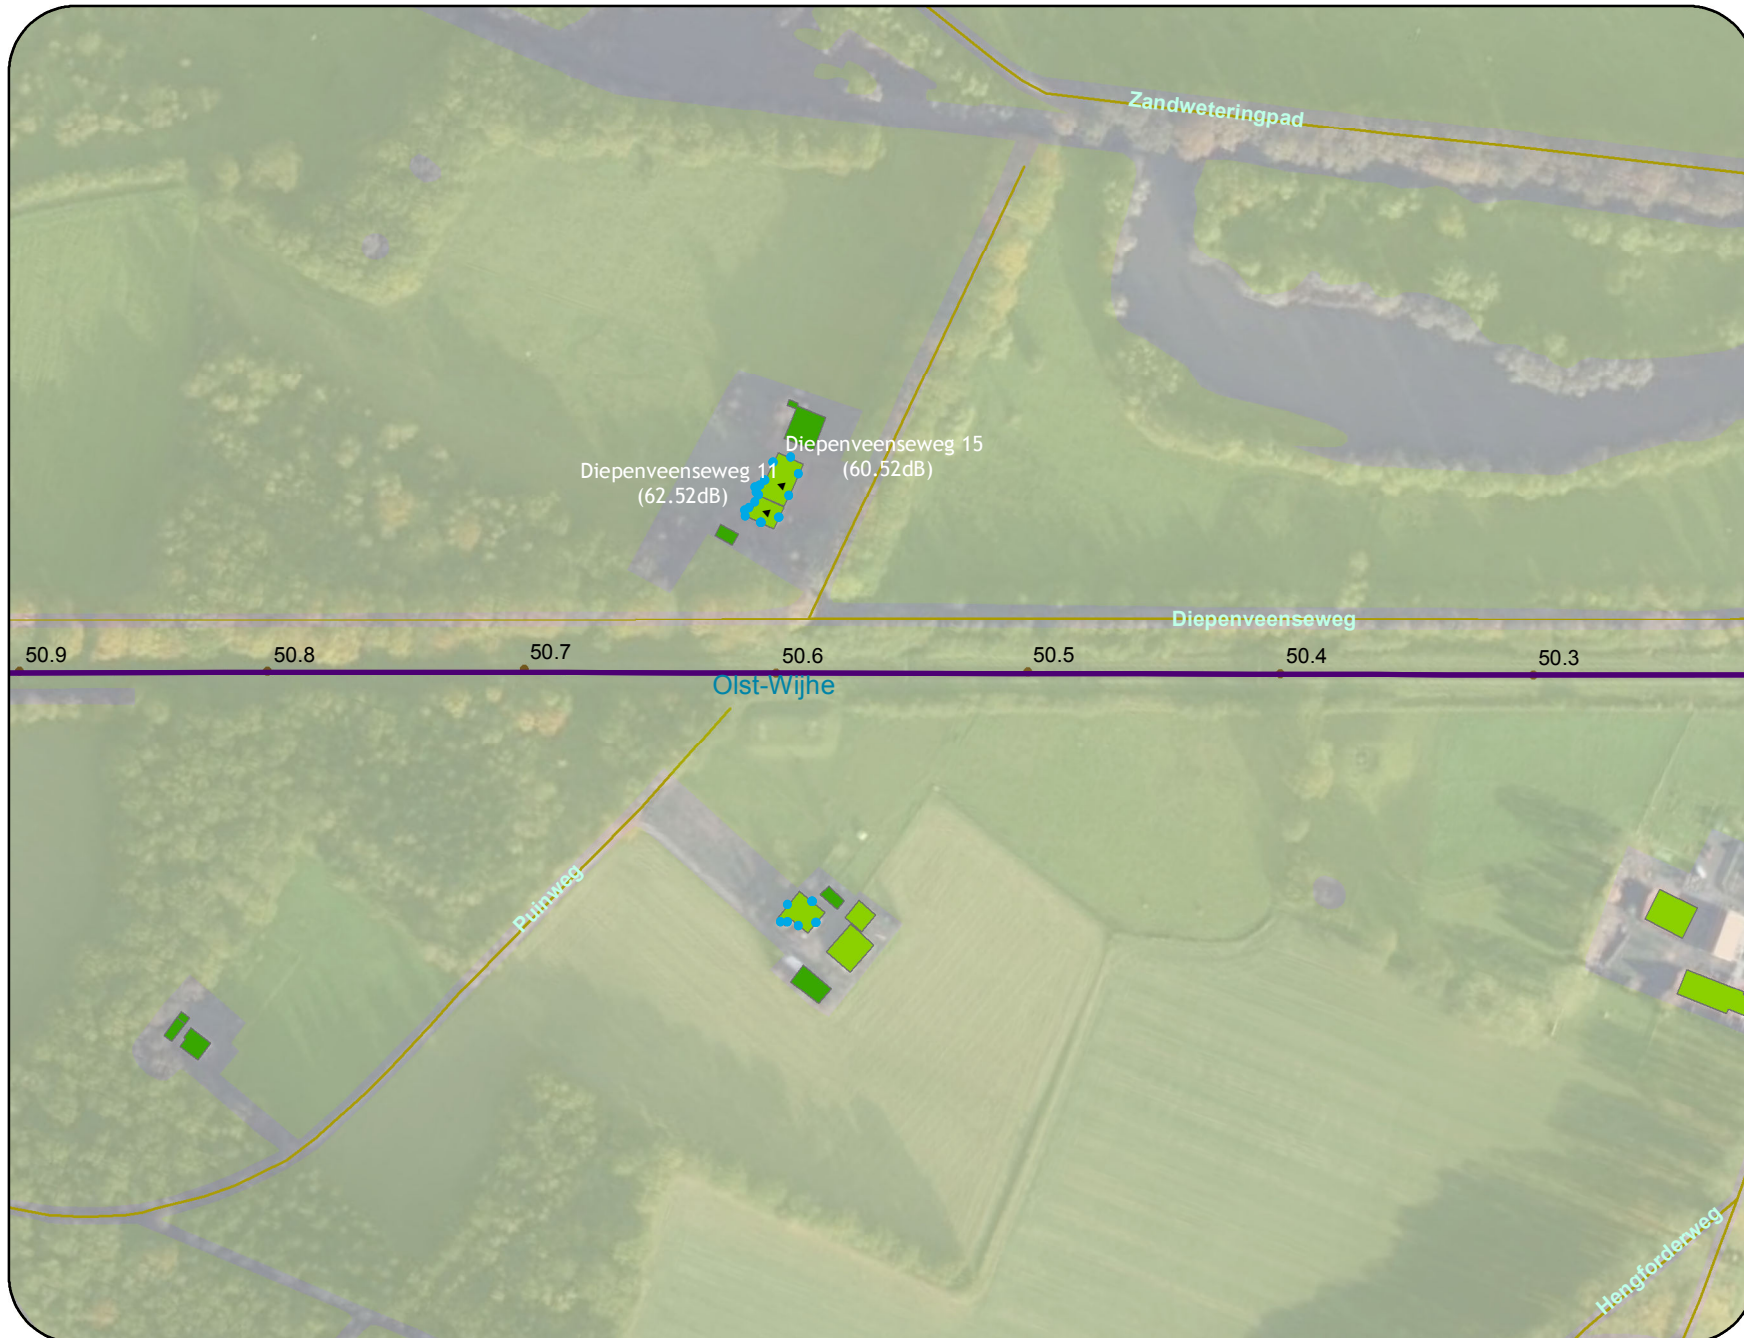 Zandweteringpad
Diepenveenseweg 15
(60.52dB)
Diepenveenseweg 11
(62.52dB)
Diepenveenseweg
50.9 50.8 50.7 50.6 50.5 50.4 50.3
Olst-Wijhe
Puinweg
Hengforderweg